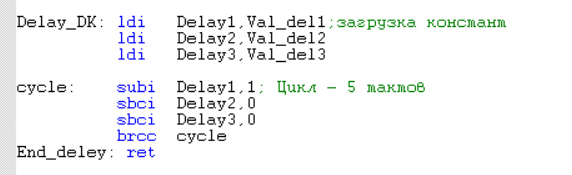 Delay_DK: ldi Delay1,Val_del1;загрузка констант
ldi Delay2,Val_del2
ldi Delay3,Val_del3
cycle: subi Delay1,1; Цикл – 5 тактов
sbci Delay2,0
sbci Delay3,0
brcc cycle
End_deley: ret